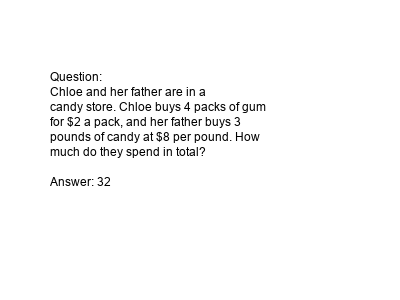 Question:
Chloe and her father are in a
candy store. Chloe buys 4 packs of gum
for $2 a pack, and her father buys 3
pounds of candy at $8 per pound. How
much do they spend in total?
Answer: 32